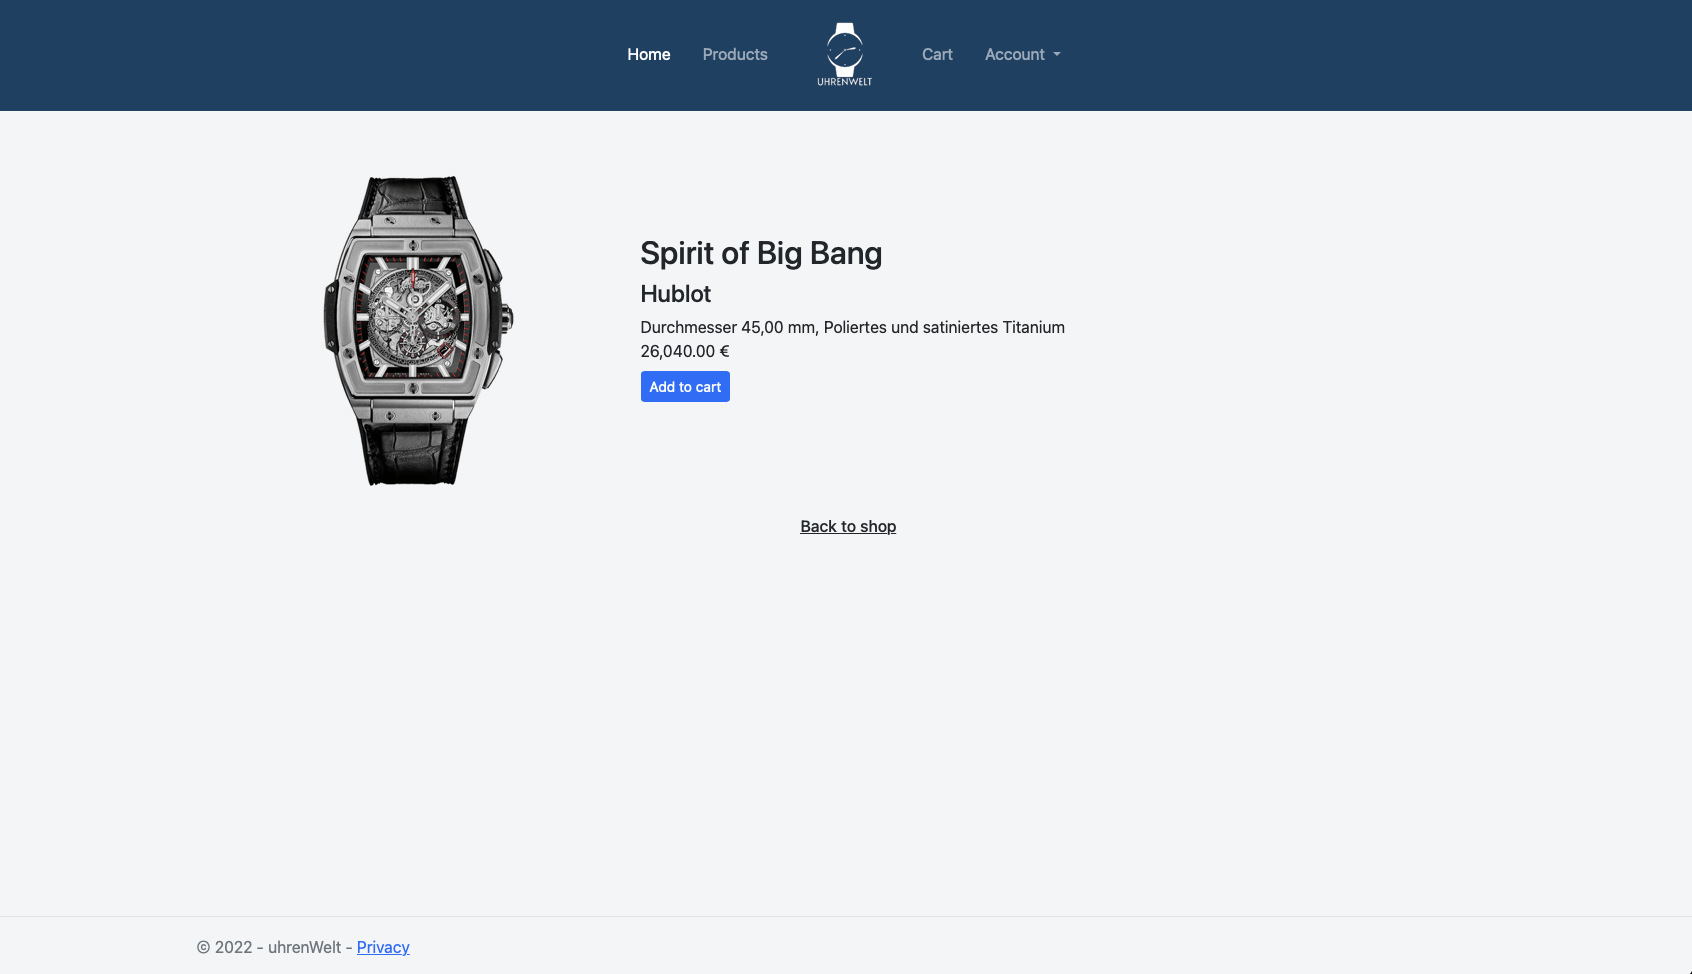 Home
Products
UHRENWELT
Cart
Account
Spirit of Big Bang
Hublot
Durchmesser 45,00 mm, Poliertes und satiniertes Titanium
26,040.00 €
Add to cart
Back to shop
© 2022 - uhrenWelt - Privacy